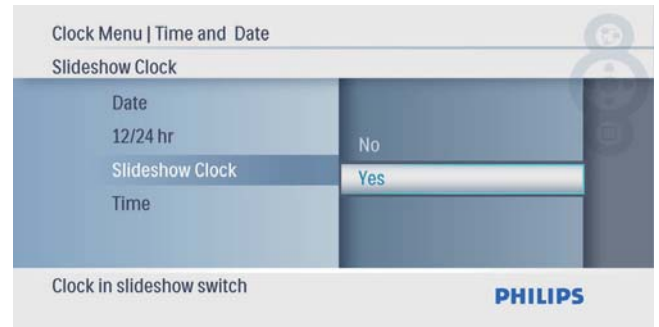 Clock Menu | Time and Date
Slideshow Clock
Date
12/24 hr
Slideshow Clock
Time
No
Yes
Clock in slideshow switch
PHILIPS